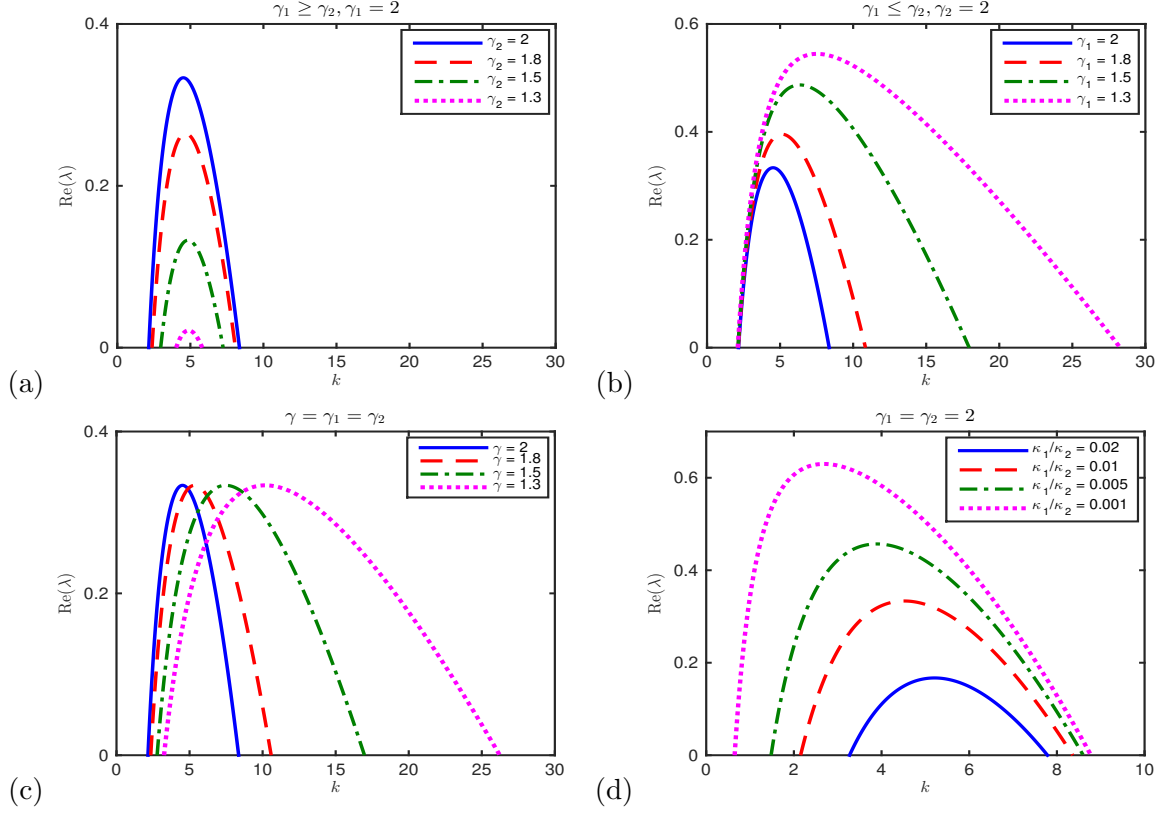 γ₁ ≥ γ₂, γ₁ = 2
0.4
0.2
0
Re(λ)
γ₂ = 2
γ₂ = 1.8
γ₂ = 1.5
γ₂ = 1.3
0 5 10 15 20 25 30
k
(a)
γ₁ ≤ γ₂, γ₂ = 2
0.6
0.4
0.2
0
Re(λ)
γ₁ = 2
γ₁ = 1.8
γ₁ = 1.5
γ₁ = 1.3
0 5 10 15 20 25 30
k
(b)
γ = γ₁ = γ₂
0.4
0.2
0
Re(λ)
γ = 2
γ = 1.8
γ = 1.5
γ = 1.3
0 5 10 15 20 25 30
k
(c)
γ₁ = γ₂ = 2
0.6
0.4
0.2
0
Re(λ)
κ₁/κ₂ = 0.02
κ₁/κ₂ = 0.01
κ₁/κ₂ = 0.005
κ₁/κ₂ = 0.001
0 2 4 6 8 10
k
(d)